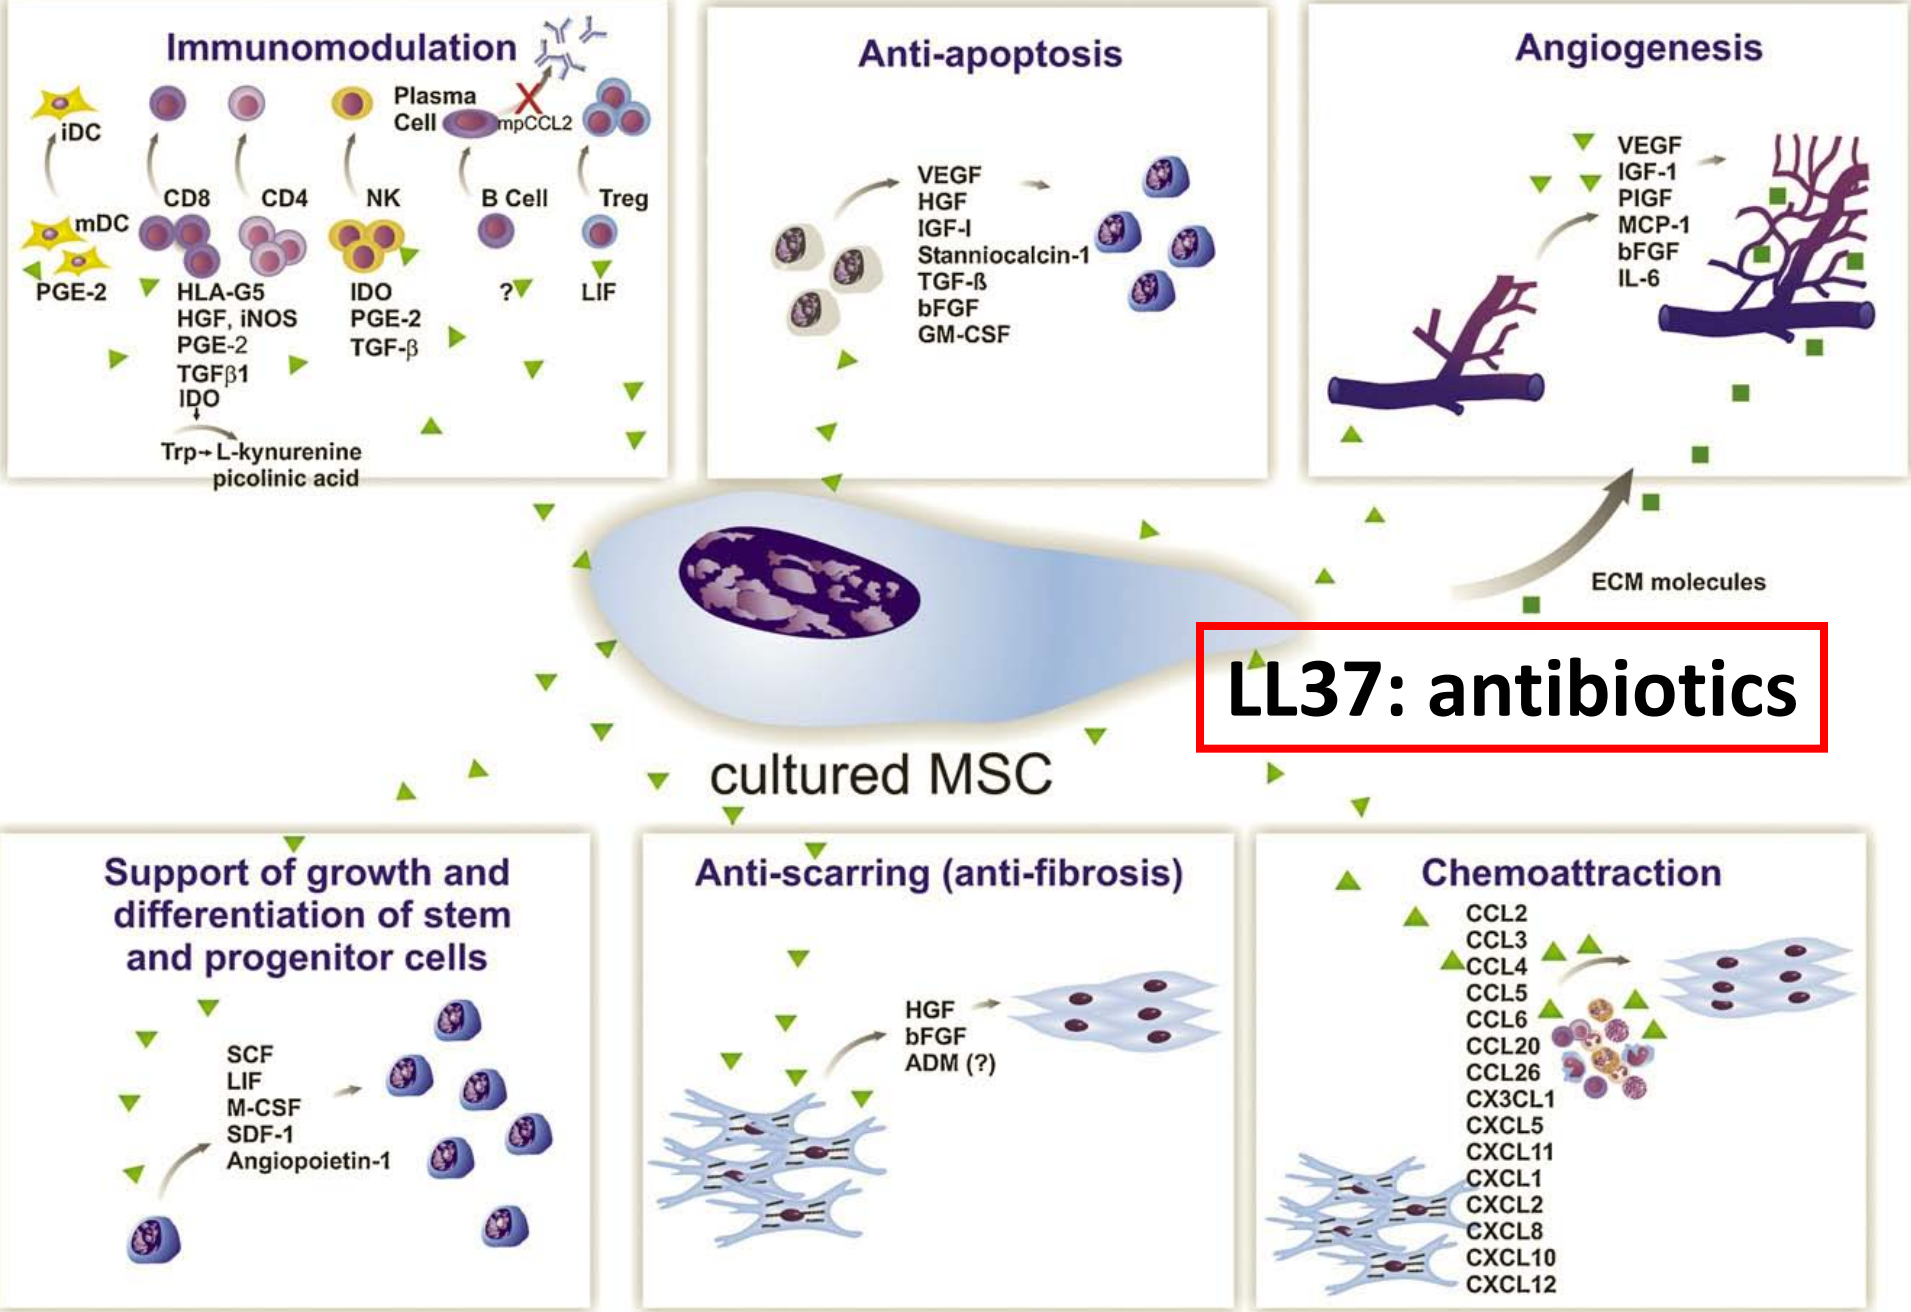 Immunomodulation
iDC
Plasma
Cell
mpCCL2
CD8
CD4
NK
B Cell
Treg
mDC
PGE-2
HLA-G5
HGF, iNOS
PGE-2
TGFβ1
IDO
Trp→L-kynurenine
picolinic acid
IDO
PGE-2
TGF-β
?
LIF
Anti-apoptosis
VEGF
HGF
IGF-I
Stanniocalcin-1
TGF-ß
bFGF
GM-CSF
Angiogenesis
VEGF
IGF-1
PIGF
MCP-1
bFGF
IL-6
ECM molecules
LL37: antibiotics
cultured MSC
Support of growth and
differentiation of stem
and progenitor cells
SCF
LIF
M-CSF
SDF-1
Angiopoietin-1
Anti-scarring (anti-fibrosis)
HGF
bFGF
ADM (?)
Chemoattraction
CCL2
CCL3
CCL4
CCL5
CCL6
CCL20
CCL26
CX3CL1
CXCL5
CXCL11
CXCL1
CXCL2
CXCL8
CXCL10
CXCL12